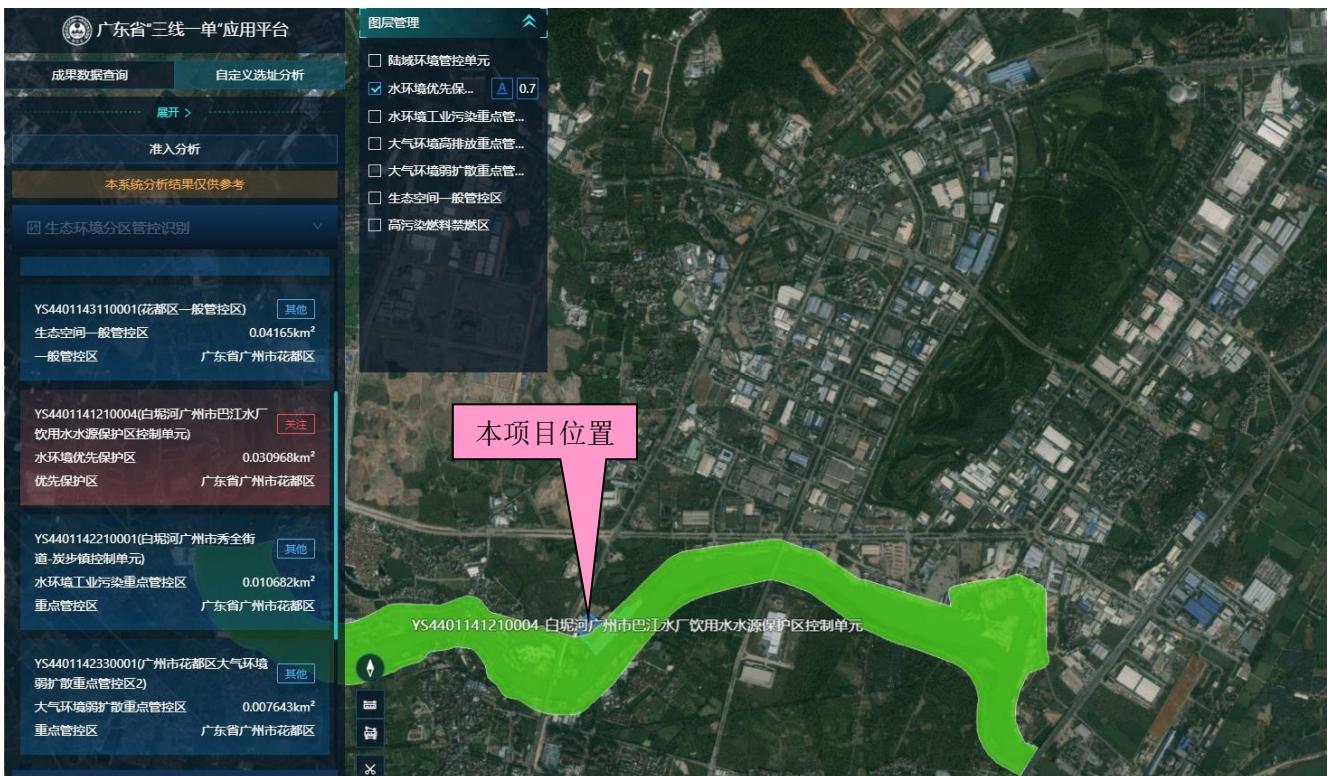 广东省“三线一单”应用平台
成果数据查询
自定义选址分析
展开 >
准入分析
本系统分析结果仅供参考
生态环境分区管控识别
YS4401143110001(花都区一般管控区)
其他
生态空间一般管控区 0.04165km²
一般管控区 广东省广州市花都区
YS4401141210004(白坭河广州市巴江水厂
饮用水水源保护区控制单元)
关注
水环境优先保护区 0.030968km²
优先保护区 广东省广州市花都区
YS4401142210001(白坭河广州市秀全街
道-炭步镇控制单元)
其他
水环境工业污染重点管控区 0.010682km²
重点管控区 广东省广州市花都区
YS4401142330001(广州市花都区大气环境
弱扩散重点管控区2)
其他
大气环境弱扩散重点管控区 0.007643km²
重点管控区 广东省广州市花都区
图层管理
陆域环境管控单元
水环境优先保... A 0.7
水环境工业污染重点管...
大气环境高排放重点管...
大气环境弱扩散重点管...
生态空间一般管控区
高污染燃料禁燃区
本项目位置
YS4401141210004-白坭河广州市巴江水厂饮用水水源保护区控制单元